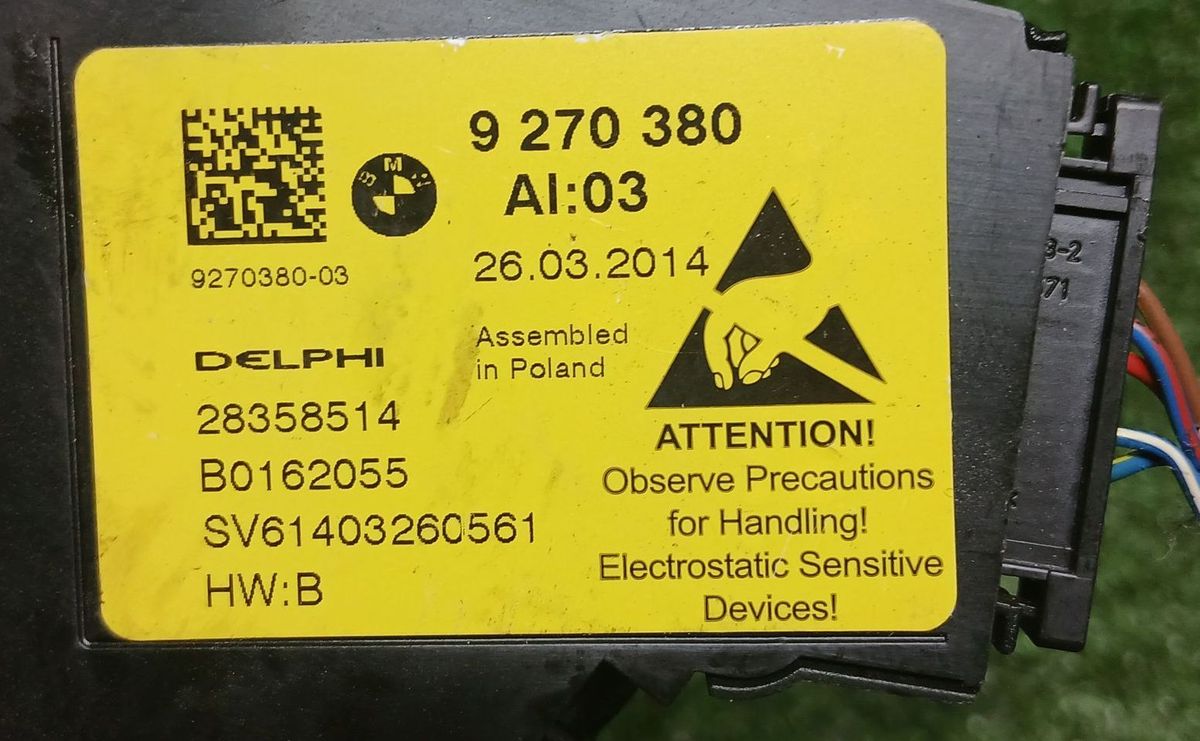 9 270 380
AI:03
BMW
9270380-03
26.03.2014
Assembled
in Poland
DELPHI
28358514
B0162055
SV61403260561
HW:B
ATTENTION!
Observe Precautions
for Handling!
Electrostatic Sensitive
Devices!